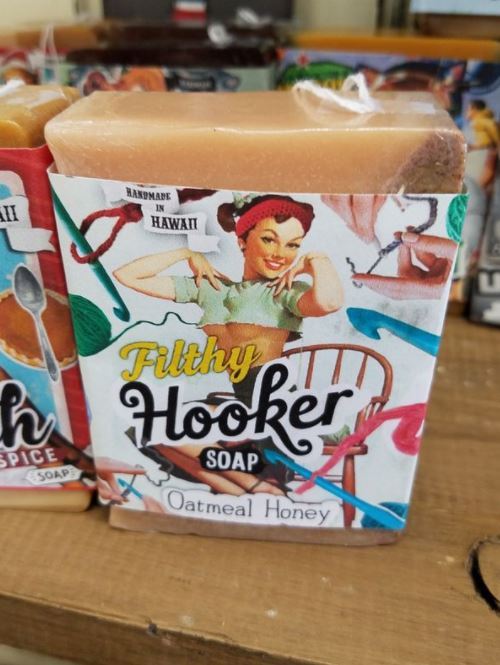 HANDMADE
IN
HAWAII
Filthy
Hooker
SOAP
Oatmeal Honey
SPICE
SOAP